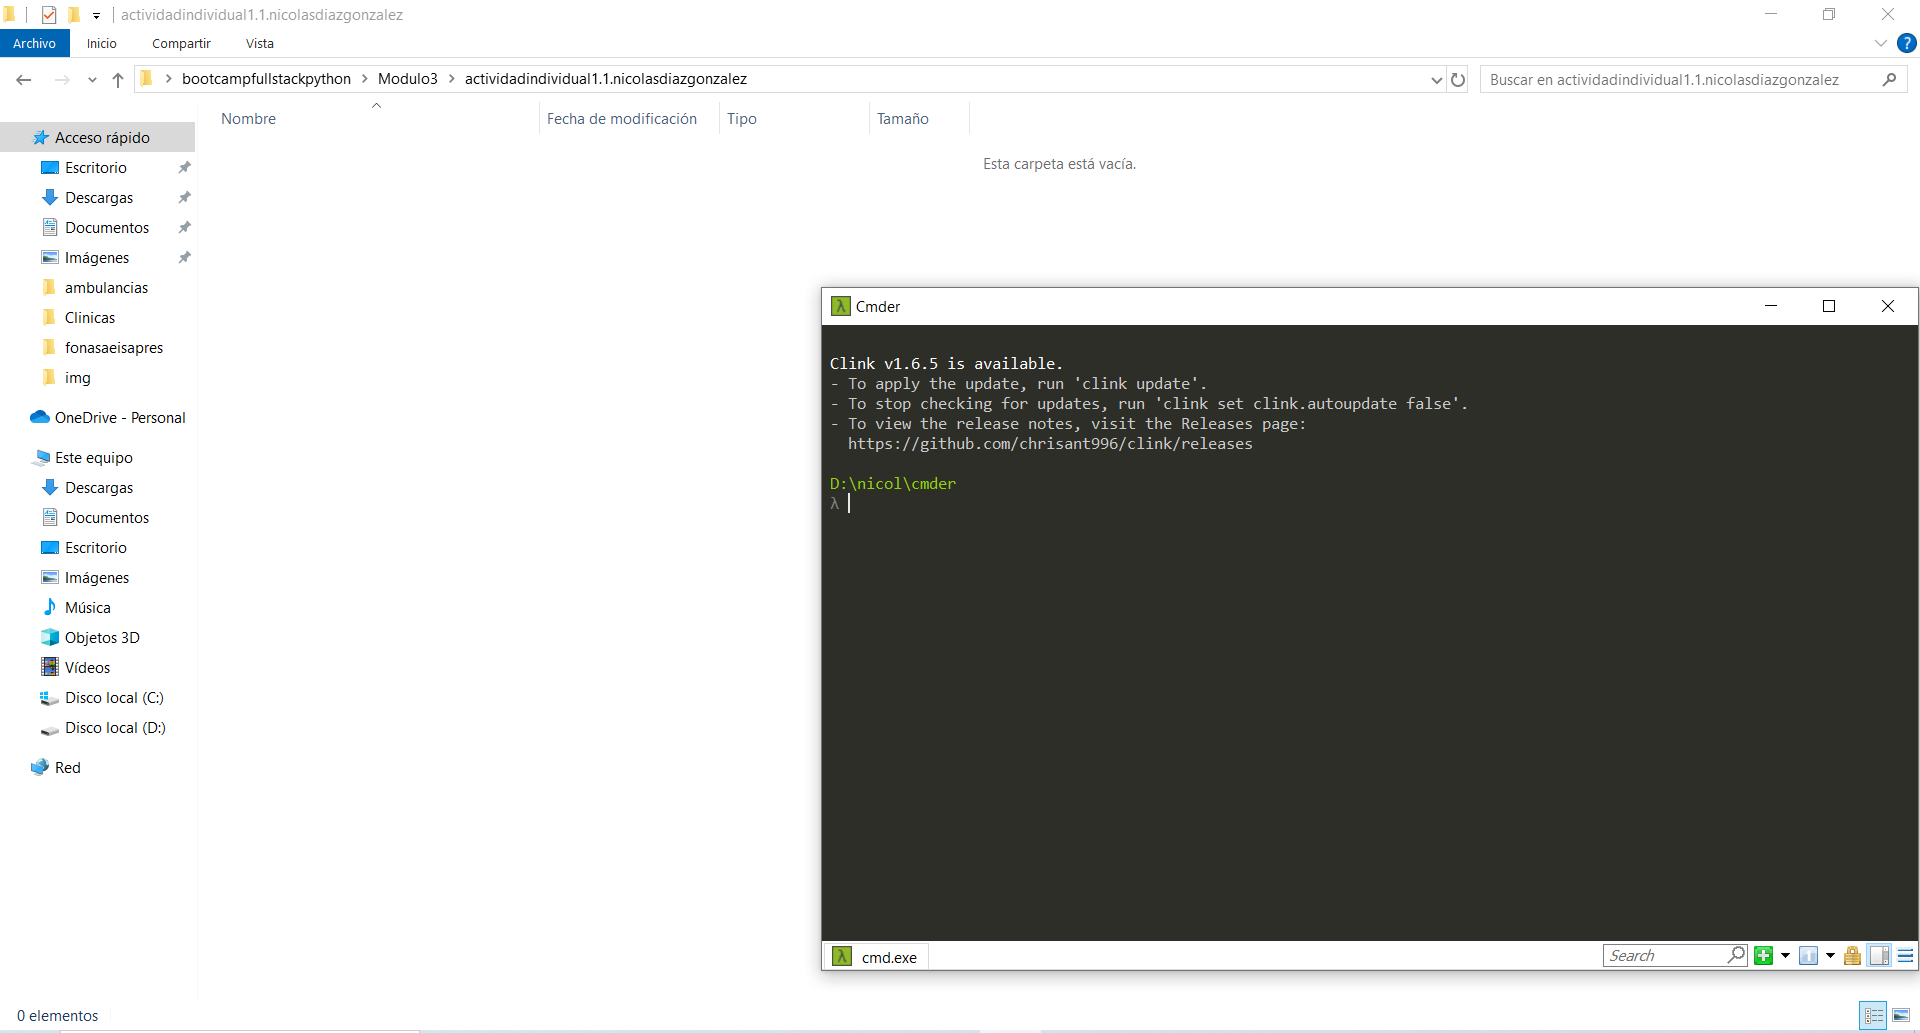 actividadindividual1.1.nicolasdiazgonzalez
Archivo Inicio Compartir Vista
bootcampfullstackpython Modulo3 actividadindividual1.1.nicolasdiazgonzalez
Buscar en actividadindividual1.1.nicolasdiazgonzalez
Nombre Fecha de modificación Tipo Tamaño
Esta carpeta está vacía.
Acceso rápido
Escritorio
Descargas
Documentos
Imágenes
ambulancias
Clinicas
fonasaeisapres
img
OneDrive - Personal
Este equipo
Descargas
Documentos
Escritorio
Imágenes
Música
Objetos 3D
Vídeos
Disco local (C:)
Disco local (D:)
Red
0 elementos
λ Cmder
Clink v1.6.5 is available.
- To apply the update, run 'clink update'.
- To stop checking for updates, run 'clink set clink.autoupdate false'.
- To view the release notes, visit the Releases page:
https://github.com/chrisant996/clink/releases
D:\nicol\cmder
λ
λ cmd.exe
Search